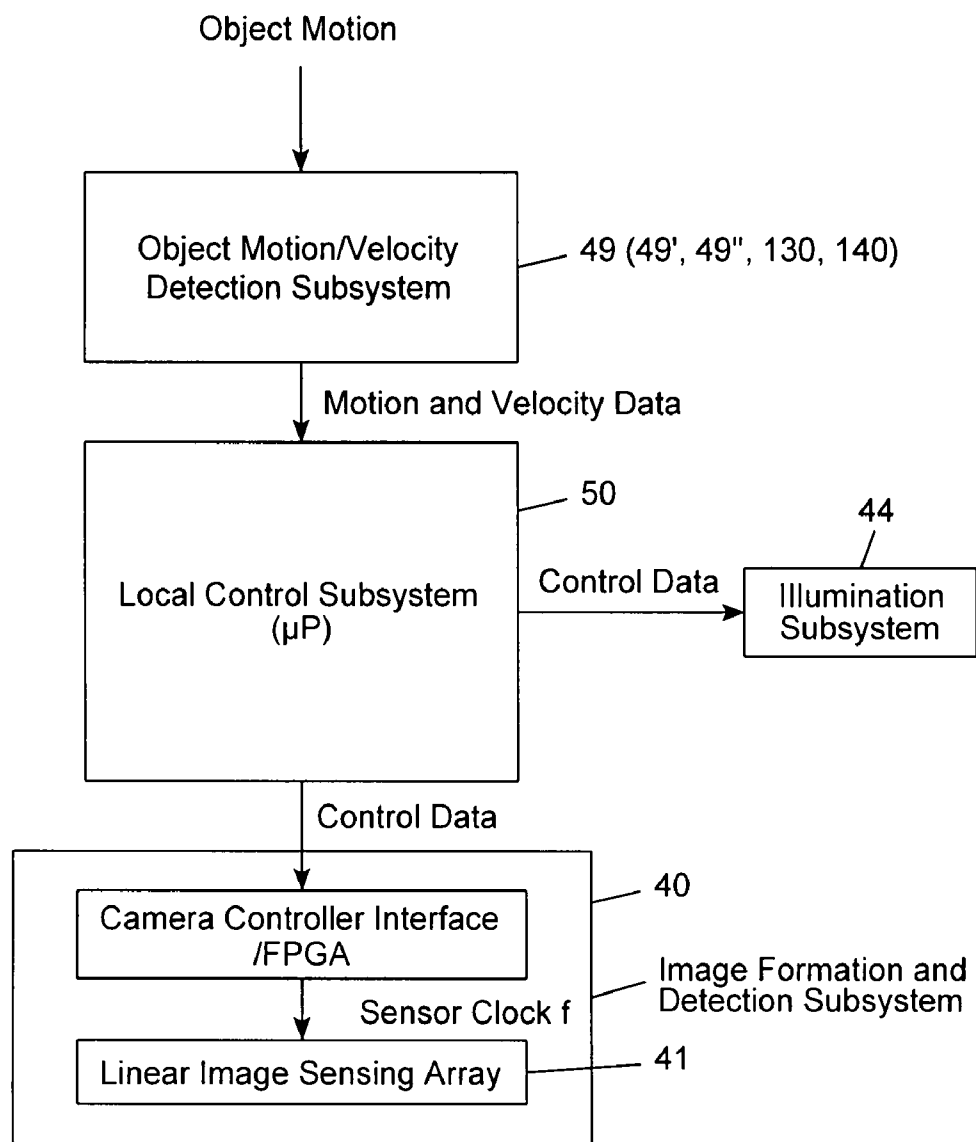 Object Motion
Object Motion/Velocity
Detection Subsystem
49 (49', 49", 130, 140)
Motion and Velocity Data
50
Local Control Subsystem
(µP)
Control Data
44
Illumination
Subsystem
Control Data
40
Camera Controller Interface
/FPGA
Image Formation and
Detection Subsystem
Sensor Clock f
Linear Image Sensing Array
41